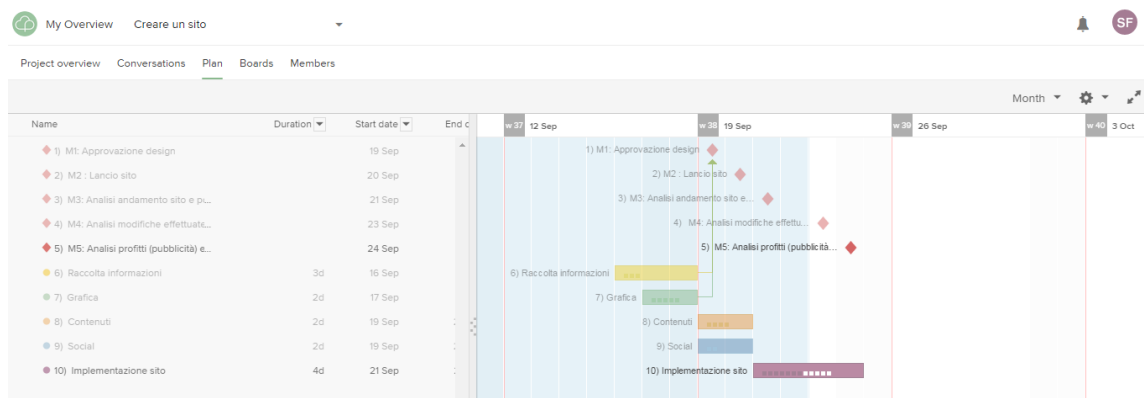 My Overview Creare un sito SF
Project overview Conversations Plan Boards Members
Month
Name Duration Start date End d w 37 12 Sep w 38 19 Sep w 39 26 Sep w 40 3 Oct
1) M1: Approvazione design 19 Sep 1) M1: Approvazione design
2) M2 : Lancio sito 20 Sep 2) M2 : Lancio sito
3) M3: Analisi andamento sito e pu... 21 Sep 3) M3: Analisi andamento sito e...
4) M4: Analisi modifiche effettuate... 23 Sep 4) M4: Analisi modifiche effettu...
5) M5: Analisi profitti (pubblicità) e... 24 Sep 5) M5: Analisi profitti (pubblicità...
6) Raccolta informazioni 3d 16 Sep 6) Raccolta informazioni
7) Grafica 2d 17 Sep 7) Grafica
8) Contenuti 2d 19 Sep 8) Contenuti
9) Social 2d 19 Sep 9) Social
10) Implementazione sito 4d 21 Sep 10) Implementazione sito